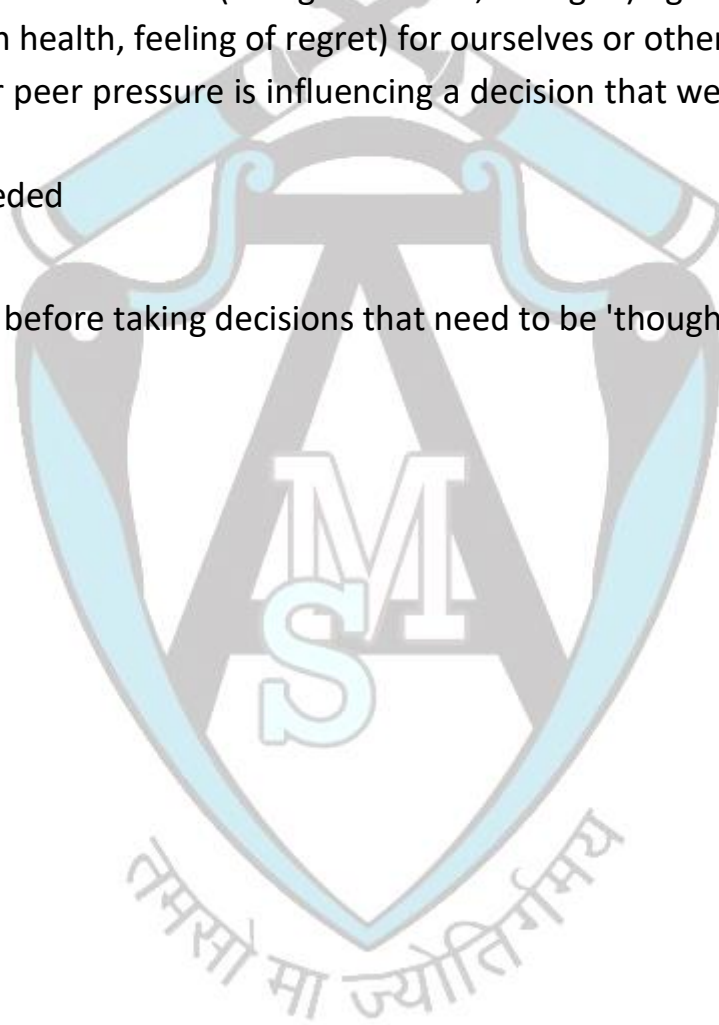 n health, feeling of regret) for ourselves or other
r peer pressure is influencing a decision that we
eded
before taking decisions that need to be 'though
A
M
S
तमसो मा ज्योतिर्गमय